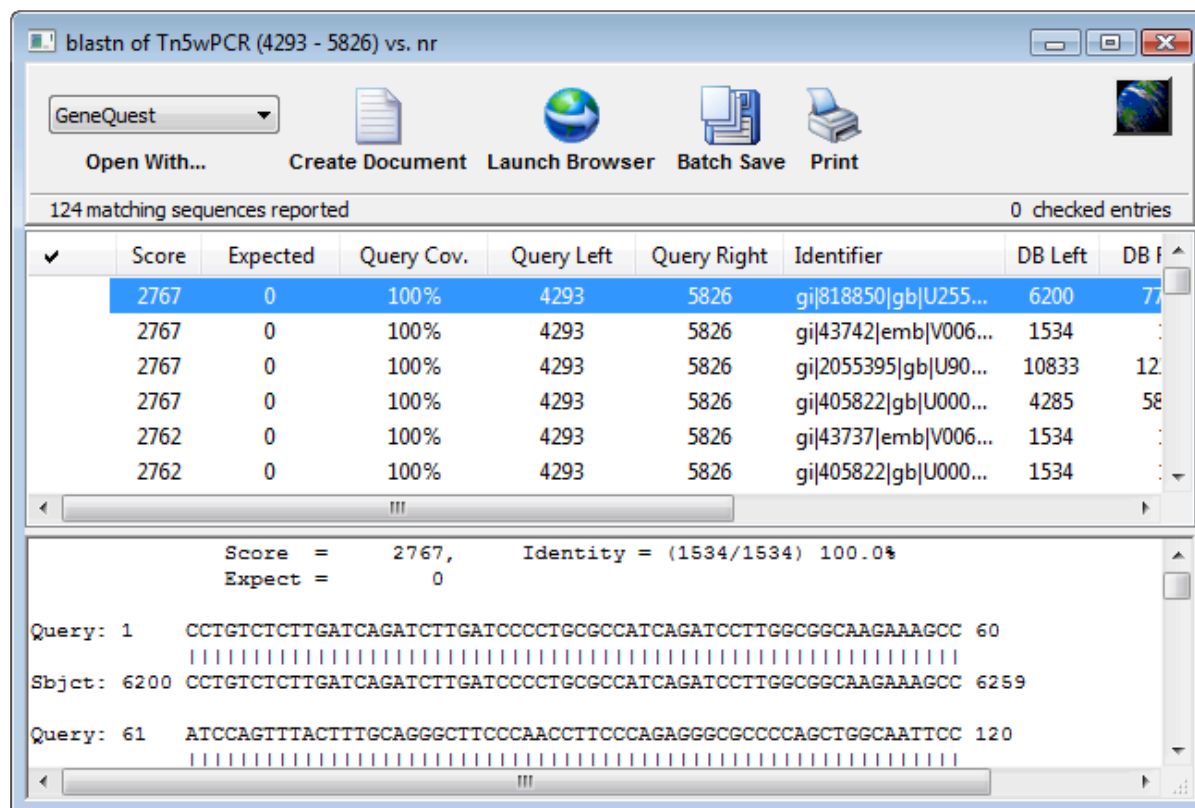 blastn of Tn5wPCR (4293 - 5826) vs. nr
GeneQuest
Open With... Create Document Launch Browser Batch Save Print
124 matching sequences reported 0 checked entries
✔ Score Expected Query Cov. Query Left Query Right Identifier DB Left DB
2767 0 100% 4293 5826 gi|818850|gb|U255... 6200 77
2767 0 100% 4293 5826 gi|43742|emb|V006... 1534
2767 0 100% 4293 5826 gi|2055395|gb|U90... 10833 12
2767 0 100% 4293 5826 gi|405822|gb|U000... 4285 58
2762 0 100% 4293 5826 gi|43737|emb|V006... 1534
2762 0 100% 4293 5826 gi|405822|gb|U000... 1534
Score = 2767, Identity = (1534/1534) 100.0%
Expect = 0
Query: 1 CCTGTCTCTTGATCAGATCTTGATCCCCTGCGCCATCAGATCCTTGGCGGCAAGAAAGCC 60
||||||||||||||||||||||||||||||||||||||||||||||||||||||||||||
Sbjct: 6200 CCTGTCTCTTGATCAGATCTTGATCCCCTGCGCCATCAGATCCTTGGCGGCAAGAAAGCC 6259
Query: 61 ATCCAGTTTACTTTGCAGGGCTTCCCAACCTTCCCAGAGGGCGCCCCAGCTGGCAATTCC 120
||||||||||||||||||||||||||||||||||||||||||||||||||||||||||||